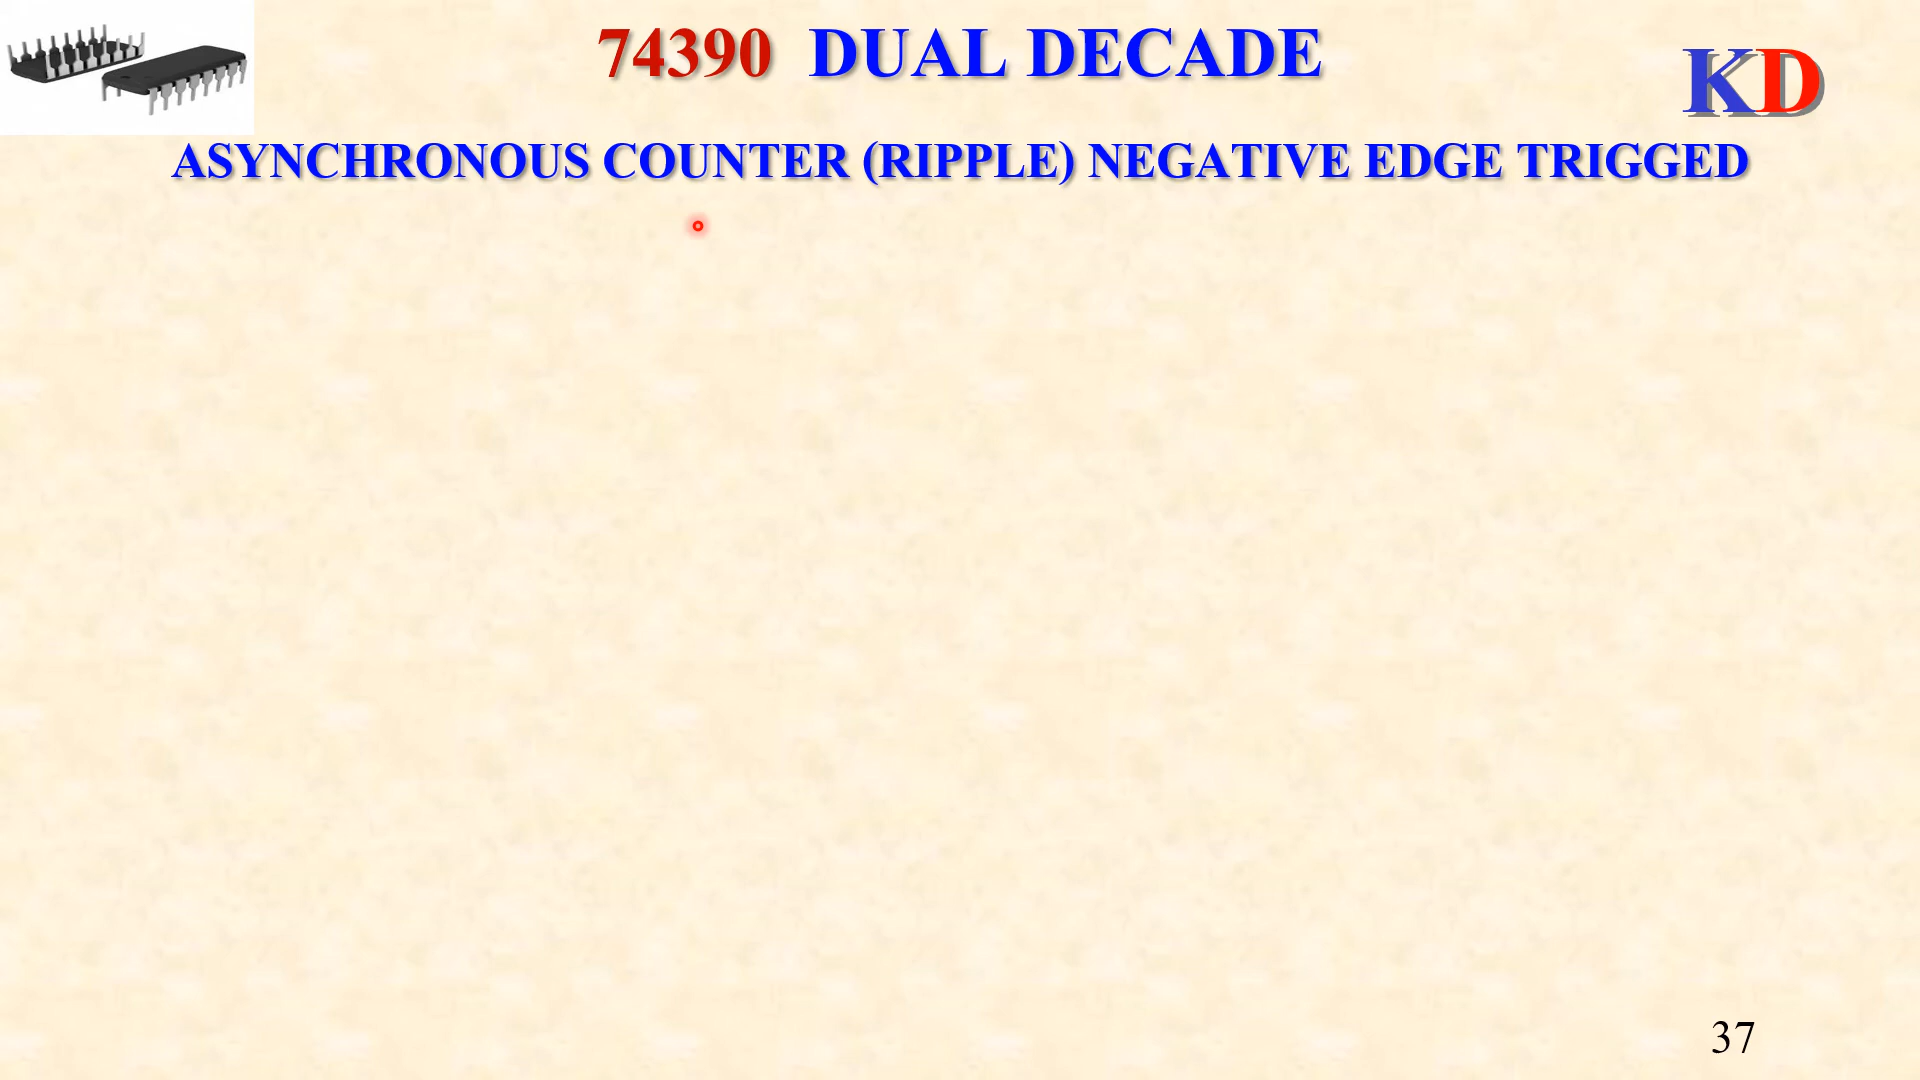 74390 DUAL DECADE
KD
ASYNCHRONOUS COUNTER (RIPPLE) NEGATIVE EDGE TRIGGED
37